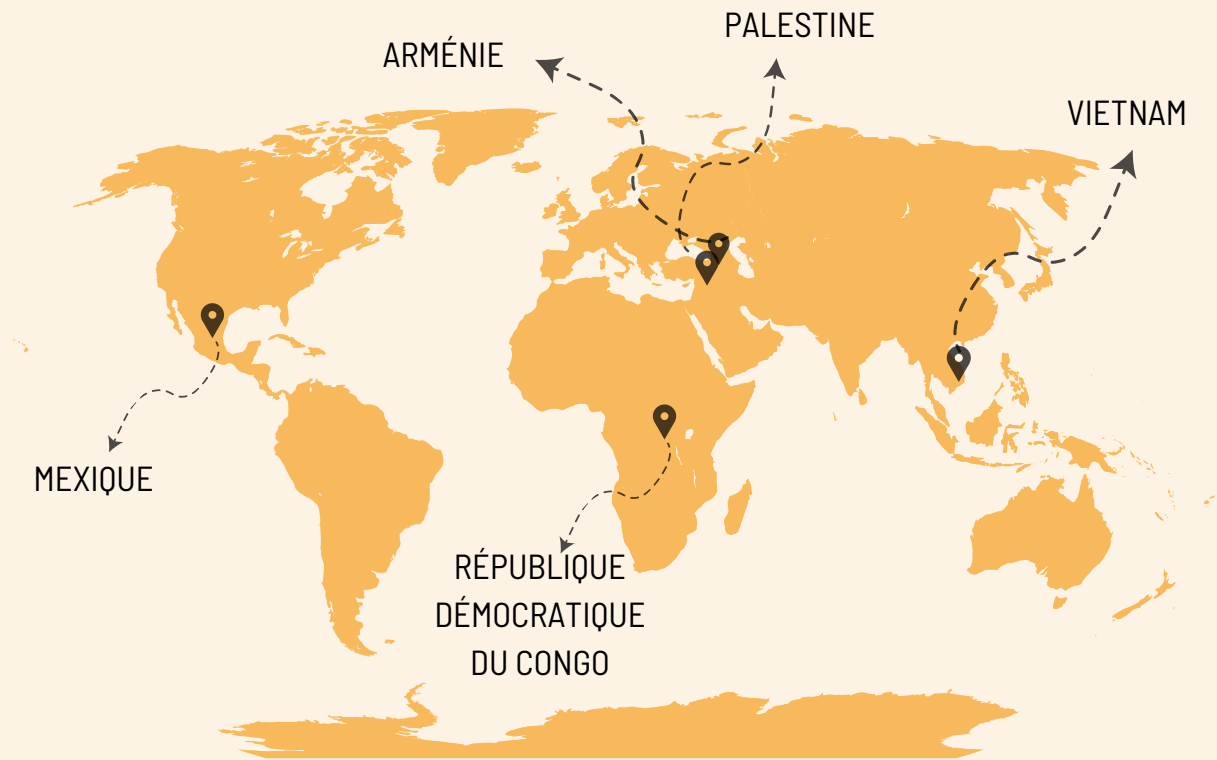 PALESTINE
ARMÉNIE
VIETNAM
MEXIQUE
RÉPUBLIQUE
DÉMOCRATIQUE
DU CONGO